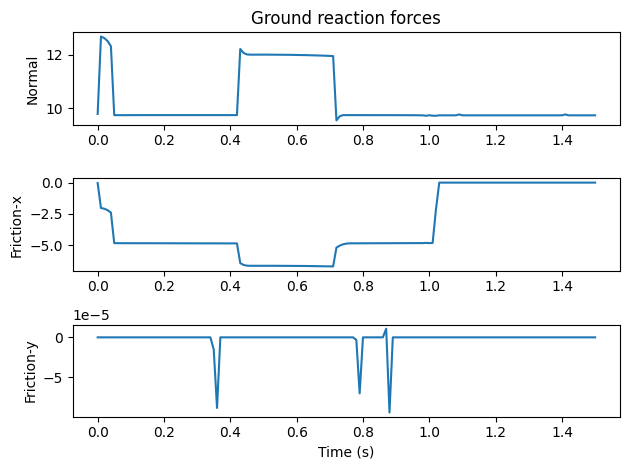 Ground reaction forces
12
10
Normal
0.0 0.2 0.4 0.6 0.8 1.0 1.2 1.4
0.0
−2.5
−5.0
Friction-x
0.0 0.2 0.4 0.6 0.8 1.0 1.2 1.4
1e−5
0
−5
Friction-y
0.0 0.2 0.4 0.6 0.8 1.0 1.2 1.4
Time (s)